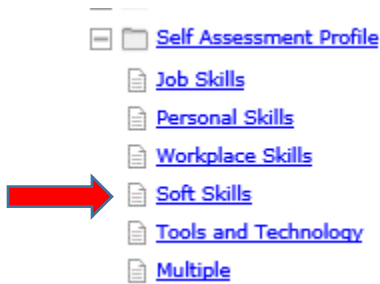 Self Assessment Profile
Job Skills
Personal Skills
Workplace Skills
Soft Skills
Tools and Technology
Multiple